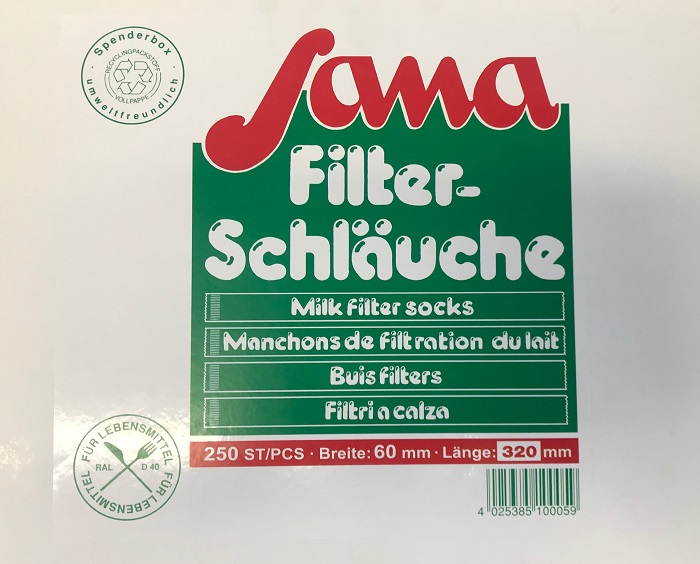 Spenderbox
RECYCLINGPACKSTOFF
VOLLPAPPE
· umweltfreundlich ·
Sama
Filter-
Schläuche
Milk filter socks
Manchons de filtration du lait
Buis filters
Filtri a calza
FÜR LEBENSMITTEL FÜR LEBENSMITTEL
RAL D 40
250 ST/PCS · Breite: 60 mm · Länge: 320 mm
4 025385 100059